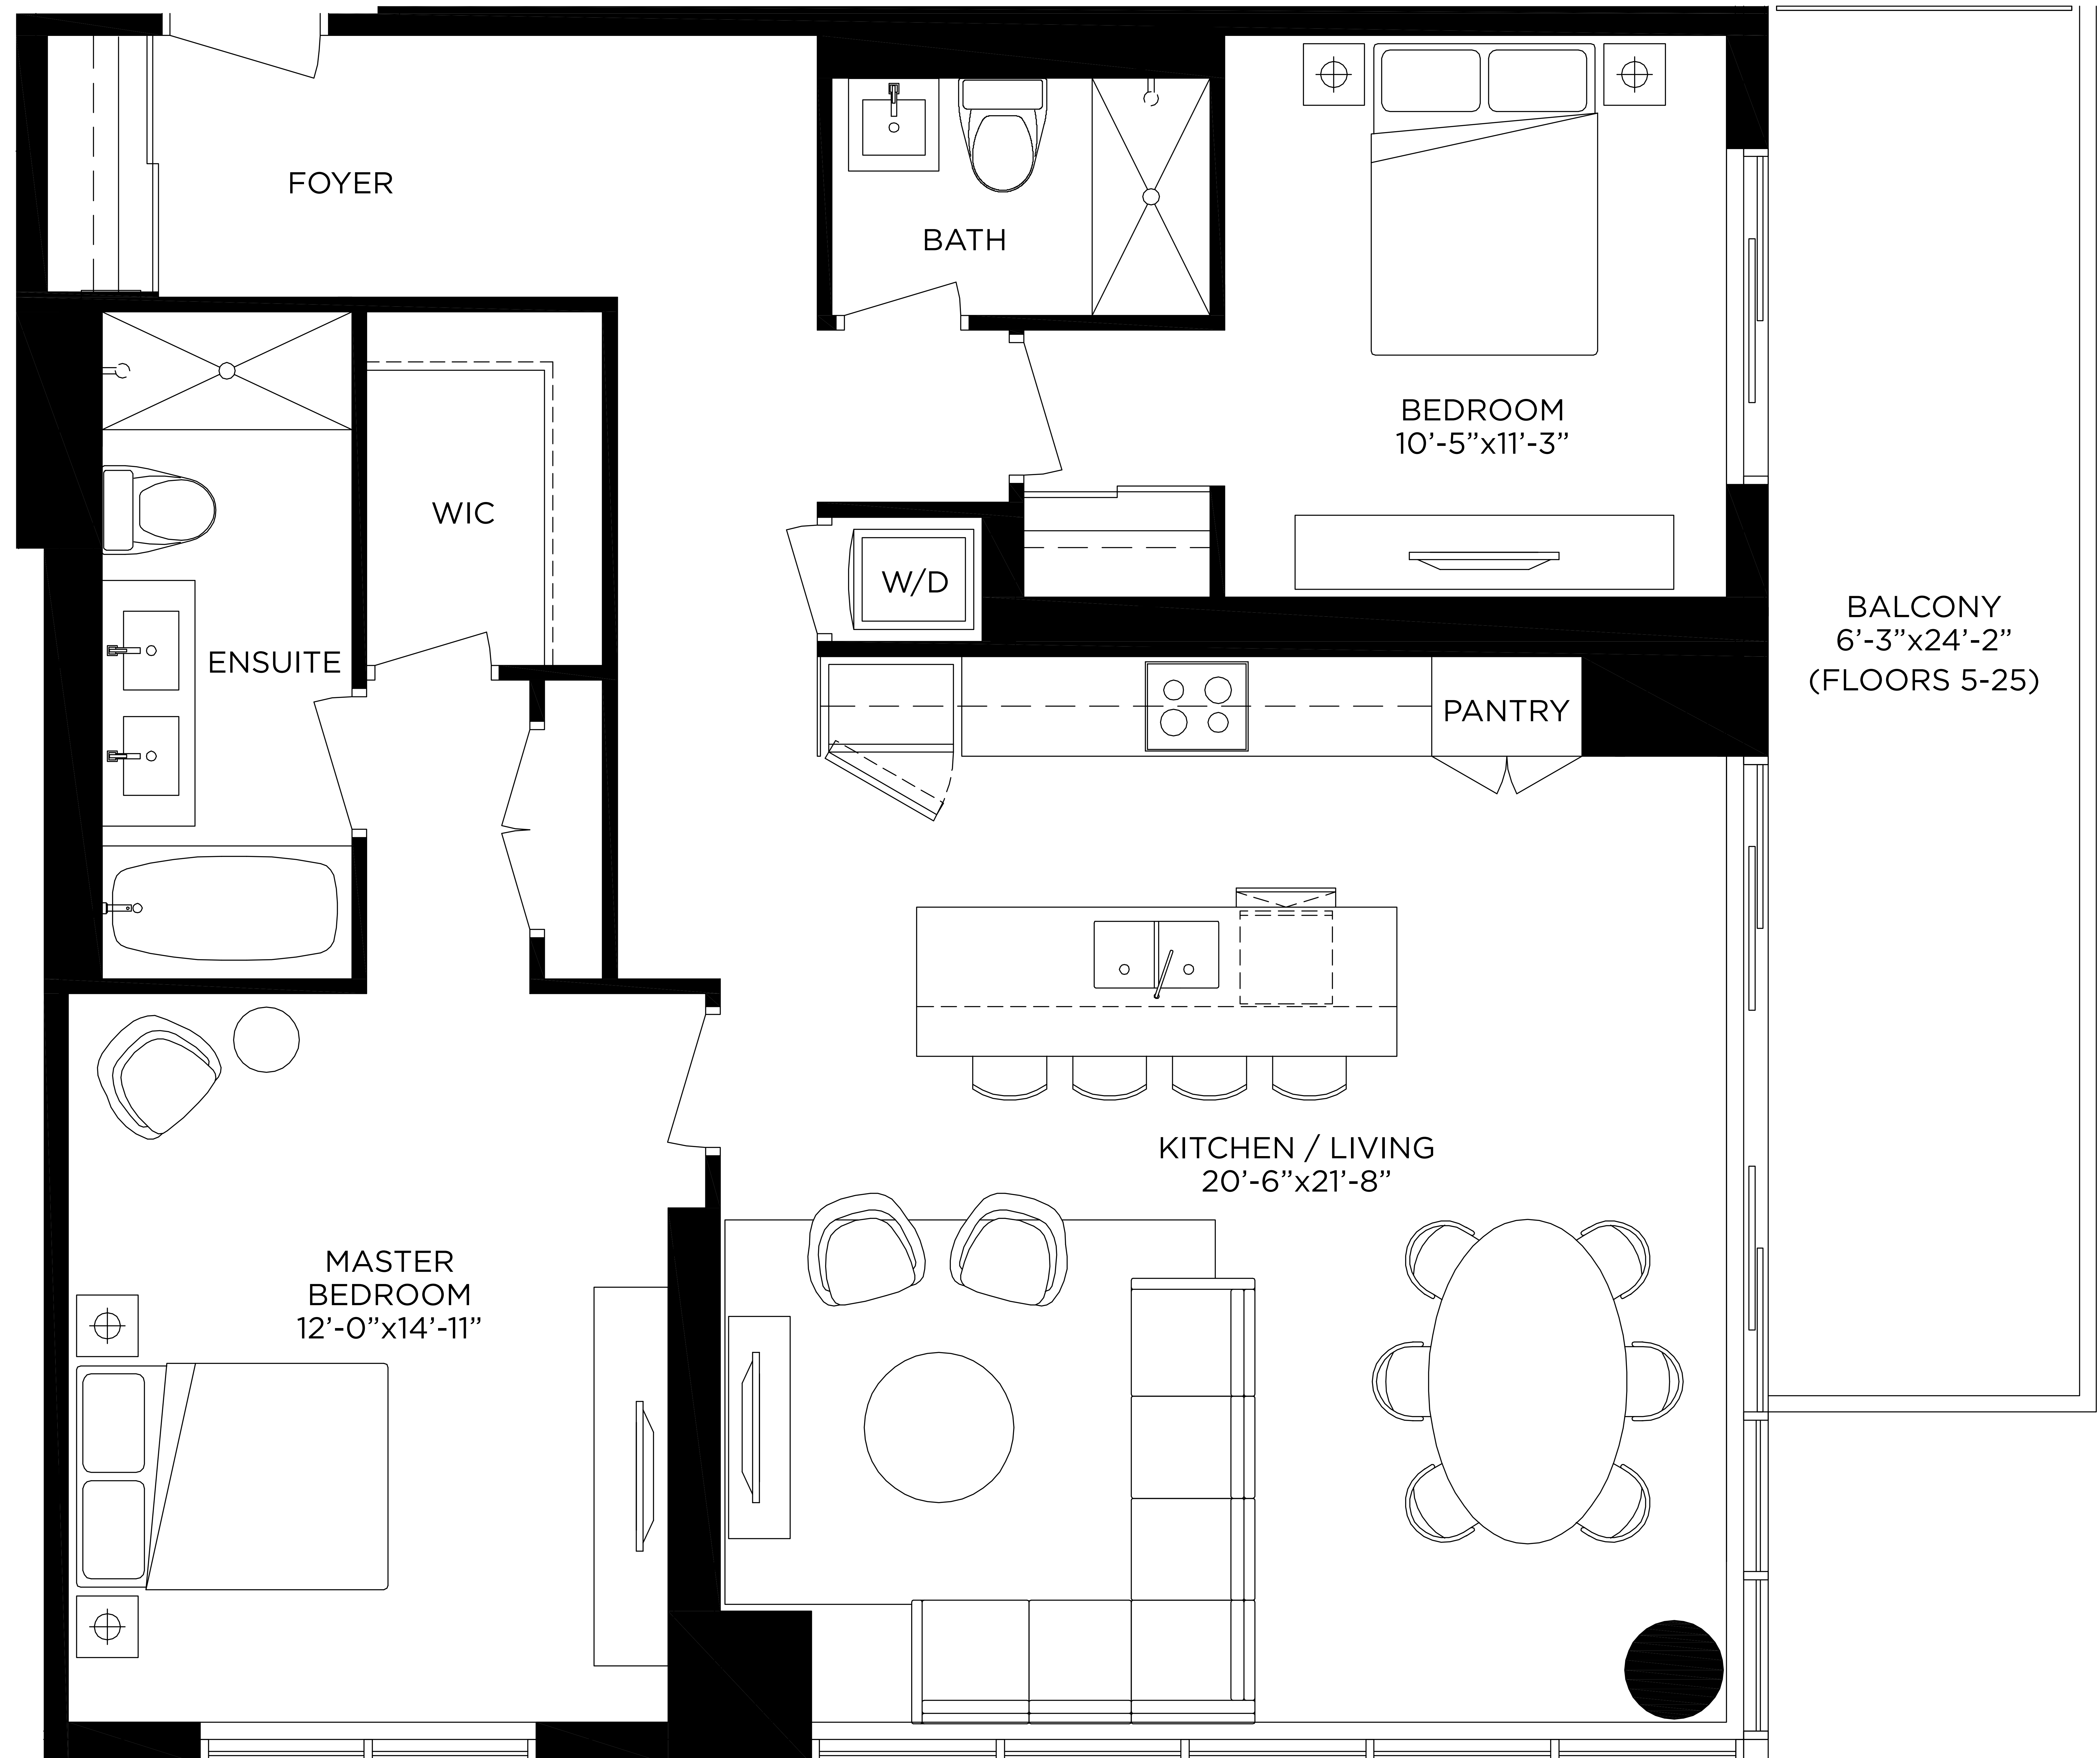 FOYER
BATH
BEDROOM
10’-5”x11’-3”
WIC
W/D
BALCONY
6’-3”x24’-2”
(FLOORS 5-25)
ENSUITE
PANTRY
KITCHEN / LIVING
20’-6”x21’-8”
MASTER
BEDROOM
12’-0”x14’-11”